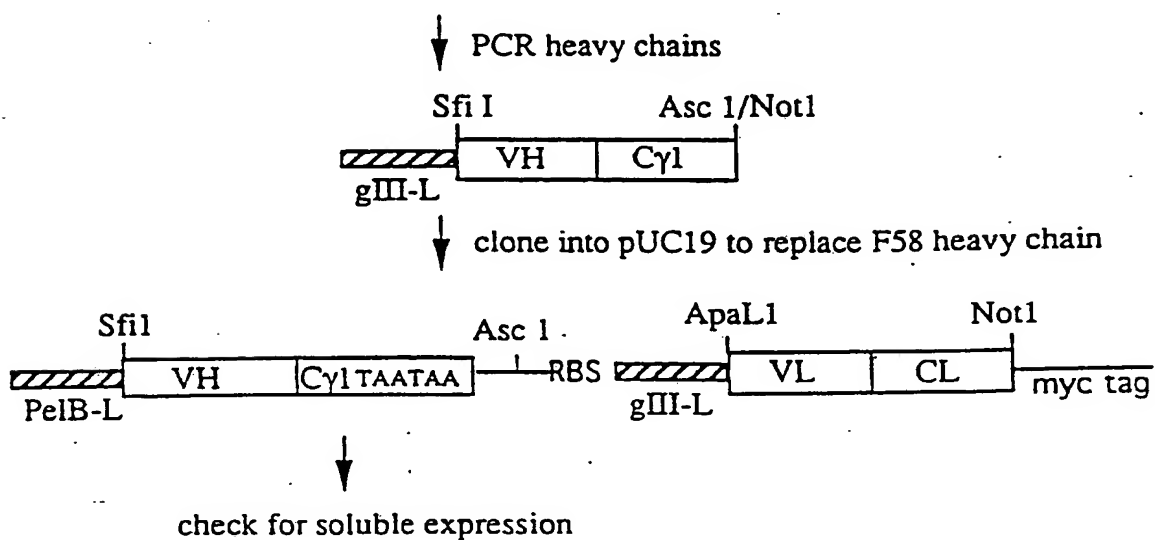 PCR heavy chains
Sfi I
Asc 1/Not1
VH
Cγ1
gIII-L
clone into pUC19 to replace F58 heavy chain
Sfi1
Asc 1
ApaL1
Not1
VH
Cγ1 TAATAA
RBS
VL
CL
PelB-L
gIII-L
myc tag
check for soluble expression